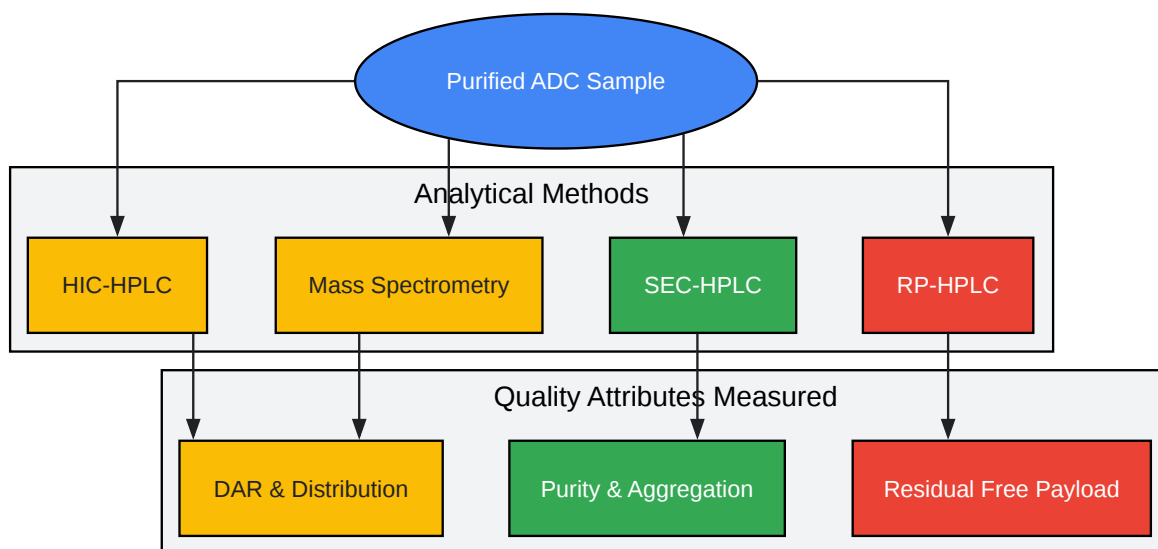 Purified ADC Sample
Analytical Methods
HIC-HPLC
Mass Spectrometry
SEC-HPLC
RP-HPLC
Quality Attributes Measured
DAR & Distribution
Purity & Aggregation
Residual Free Payload